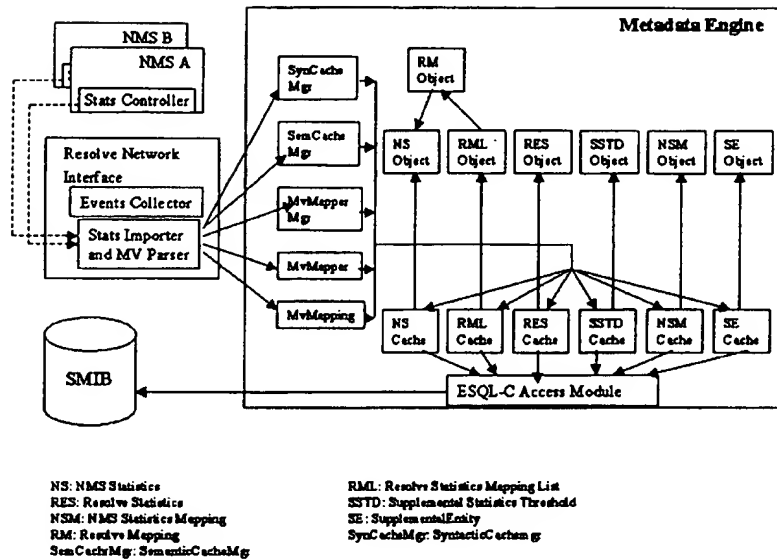 Metadata Engine
NMS B
NMS A
Stats Controller
Resolve Network
Interface
Events Collector
Stats Importer
and MV Parser
SMIB
SynCache
Mgr
SemCache
Mgr
MvMapper
Mgr
MvMapper
MvMapping
RM
Object
NS
Object
RML
Object
RES
Object
SSTD
Object
NSM
Object
SE
Object
NS
Cache
RML
Cache
RES
Cache
SSTD
Cache
NSM
Cache
SE
Cache
ESQL-C Access Module
NS: NMS Statistics
RES: Resolve Statistics
NSM: NMS Statistics Mapping
RM: Resolve Mapping
SemCachrMgr: SemanticCacheMgr
RML: Resolve Statistics Mapping List
SSTD: Supplemental Statistics Threshold
SE: SupplementalEntity
SynCacheMgr: SyntacticCachemgr